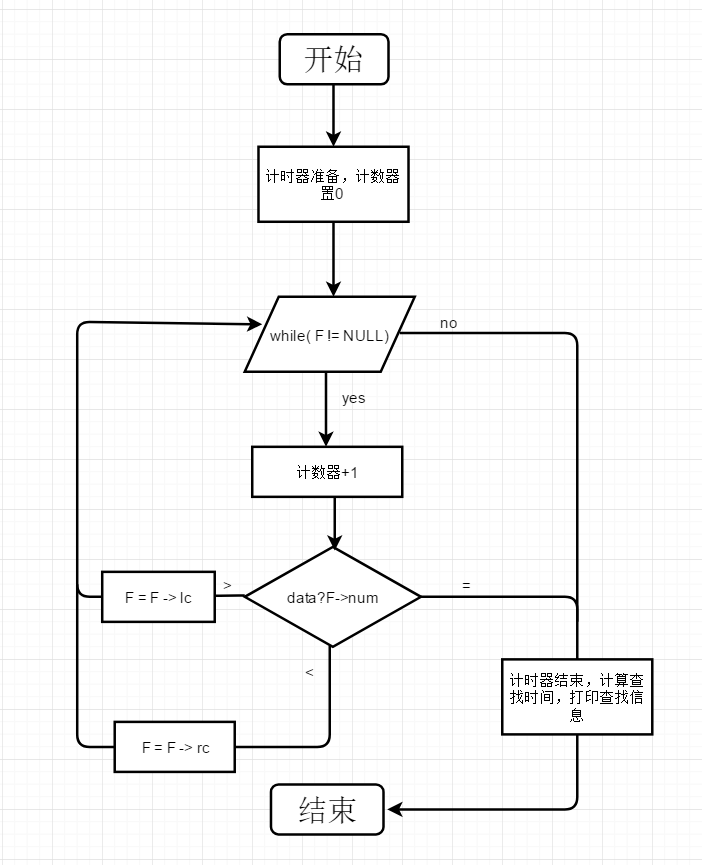 开始
计时器准备，计数器
置0
while( F != NULL)
no
yes
计数器+1
>
F = F -> lc
data?F->num
=
<
计时器结束，计算查
找时间，打印查找信
息
F = F -> rc
结束